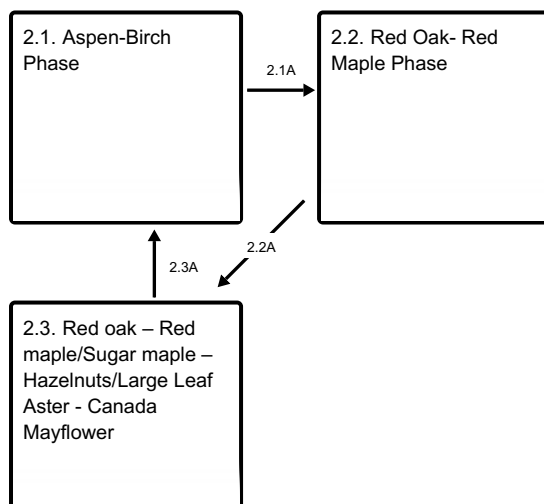 2.1. Aspen-Birch
Phase
2.1A
2.2. Red Oak- Red
Maple Phase
2.2A
2.3A
2.3. Red oak – Red
maple/Sugar maple –
Hazelnuts/Large Leaf
Aster - Canada
Mayflower